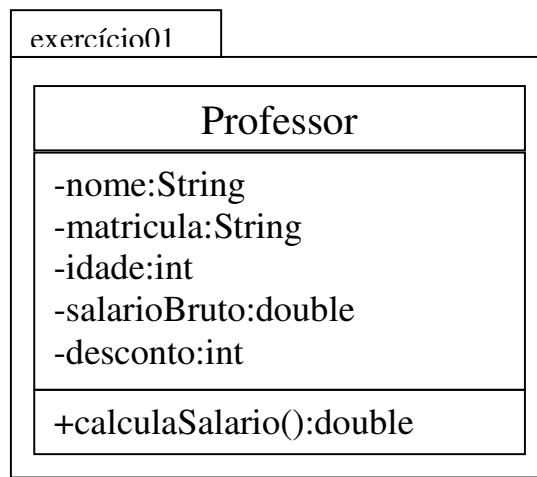 exercício01
Professor
-nome:String
-matricula:String
-idade:int
-salarioBruto:double
-desconto:int
+calculaSalario():double